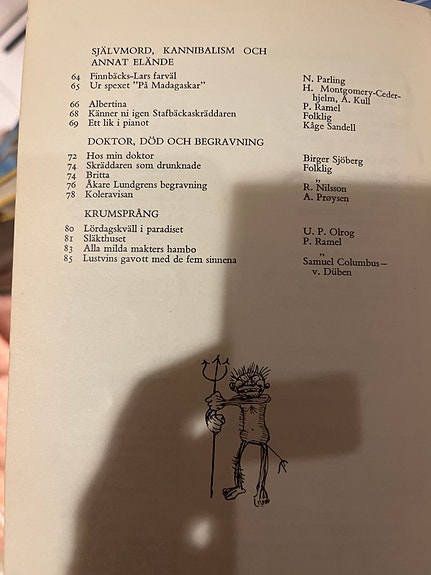 SJÄLVMORD, KANNIBALISM OCH
ANNAT ELÄNDE
64 Finnbäcks-Lars farväl N. Parling
65 Ur spexet "På Madagaskar" H. Montgomery-Ceder-
hjelm, A. Kull
66 Albertina P. Ramel
68 Känner ni igen Stafbäckaskräddaren Folklig
69 Ett lik i pianot Kåge Sandell
DOKTOR, DÖD OCH BEGRAVNING
72 Hos min doktor Birger Sjöberg
74 Skräddaren som drunknade Folklig
74 Britta „
76 Åkare Lundgrens begravning R. Nilsson
78 Koleravisan A. Prøysen
KRUMSPRÅNG
80 Lördagskväll i paradiset U. P. Olrog
81 Släkthuset P. Ramel
83 Alla milda makters hambo „
85 Lustvins gavott med de fem sinnena Samuel Columbus—
v. Düben